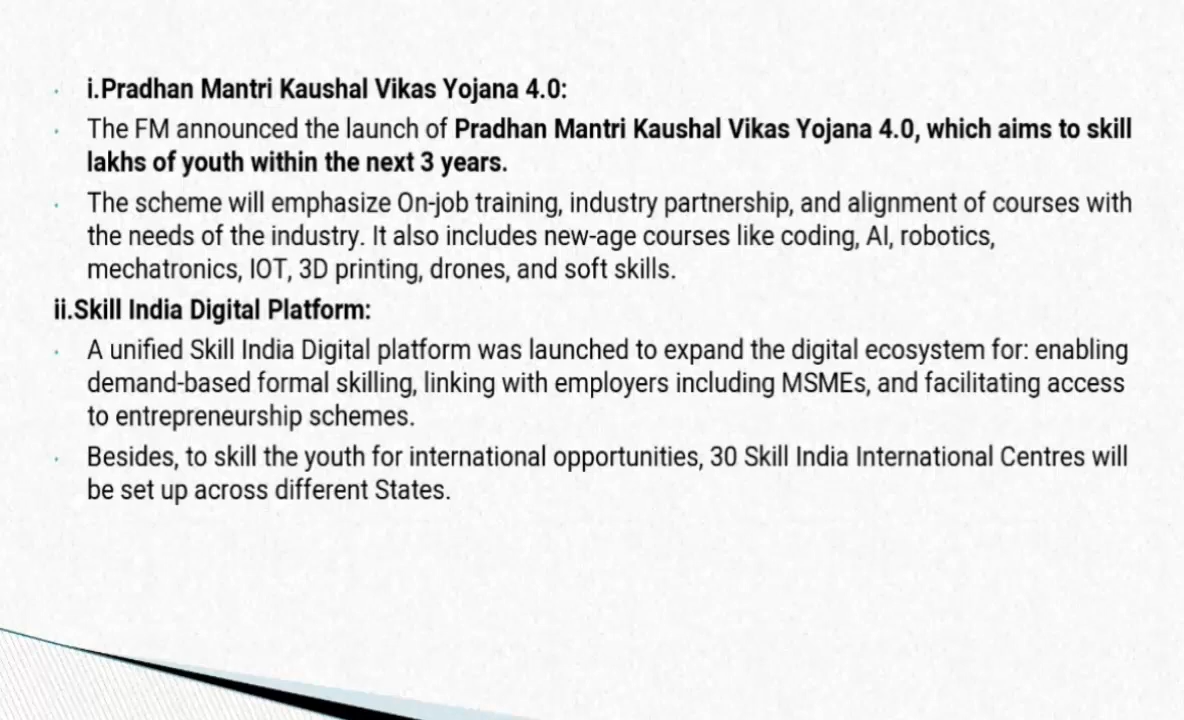 i.Pradhan Mantri Kaushal Vikas Yojana 4.0:
The FM announced the launch of Pradhan Mantri Kaushal Vikas Yojana 4.0, which aims to skill
lakhs of youth within the next 3 years.
The scheme will emphasize On-job training, industry partnership, and alignment of courses with
the needs of the industry. It also includes new-age courses like coding, AI, robotics,
mechatronics, IOT, 3D printing, drones, and soft skills.
ii.Skill India Digital Platform:
A unified Skill India Digital platform was launched to expand the digital ecosystem for: enabling
demand-based formal skilling, linking with employers including MSMEs, and facilitating access
to entrepreneurship schemes.
Besides, to skill the youth for international opportunities, 30 Skill India International Centres will
be set up across different States.